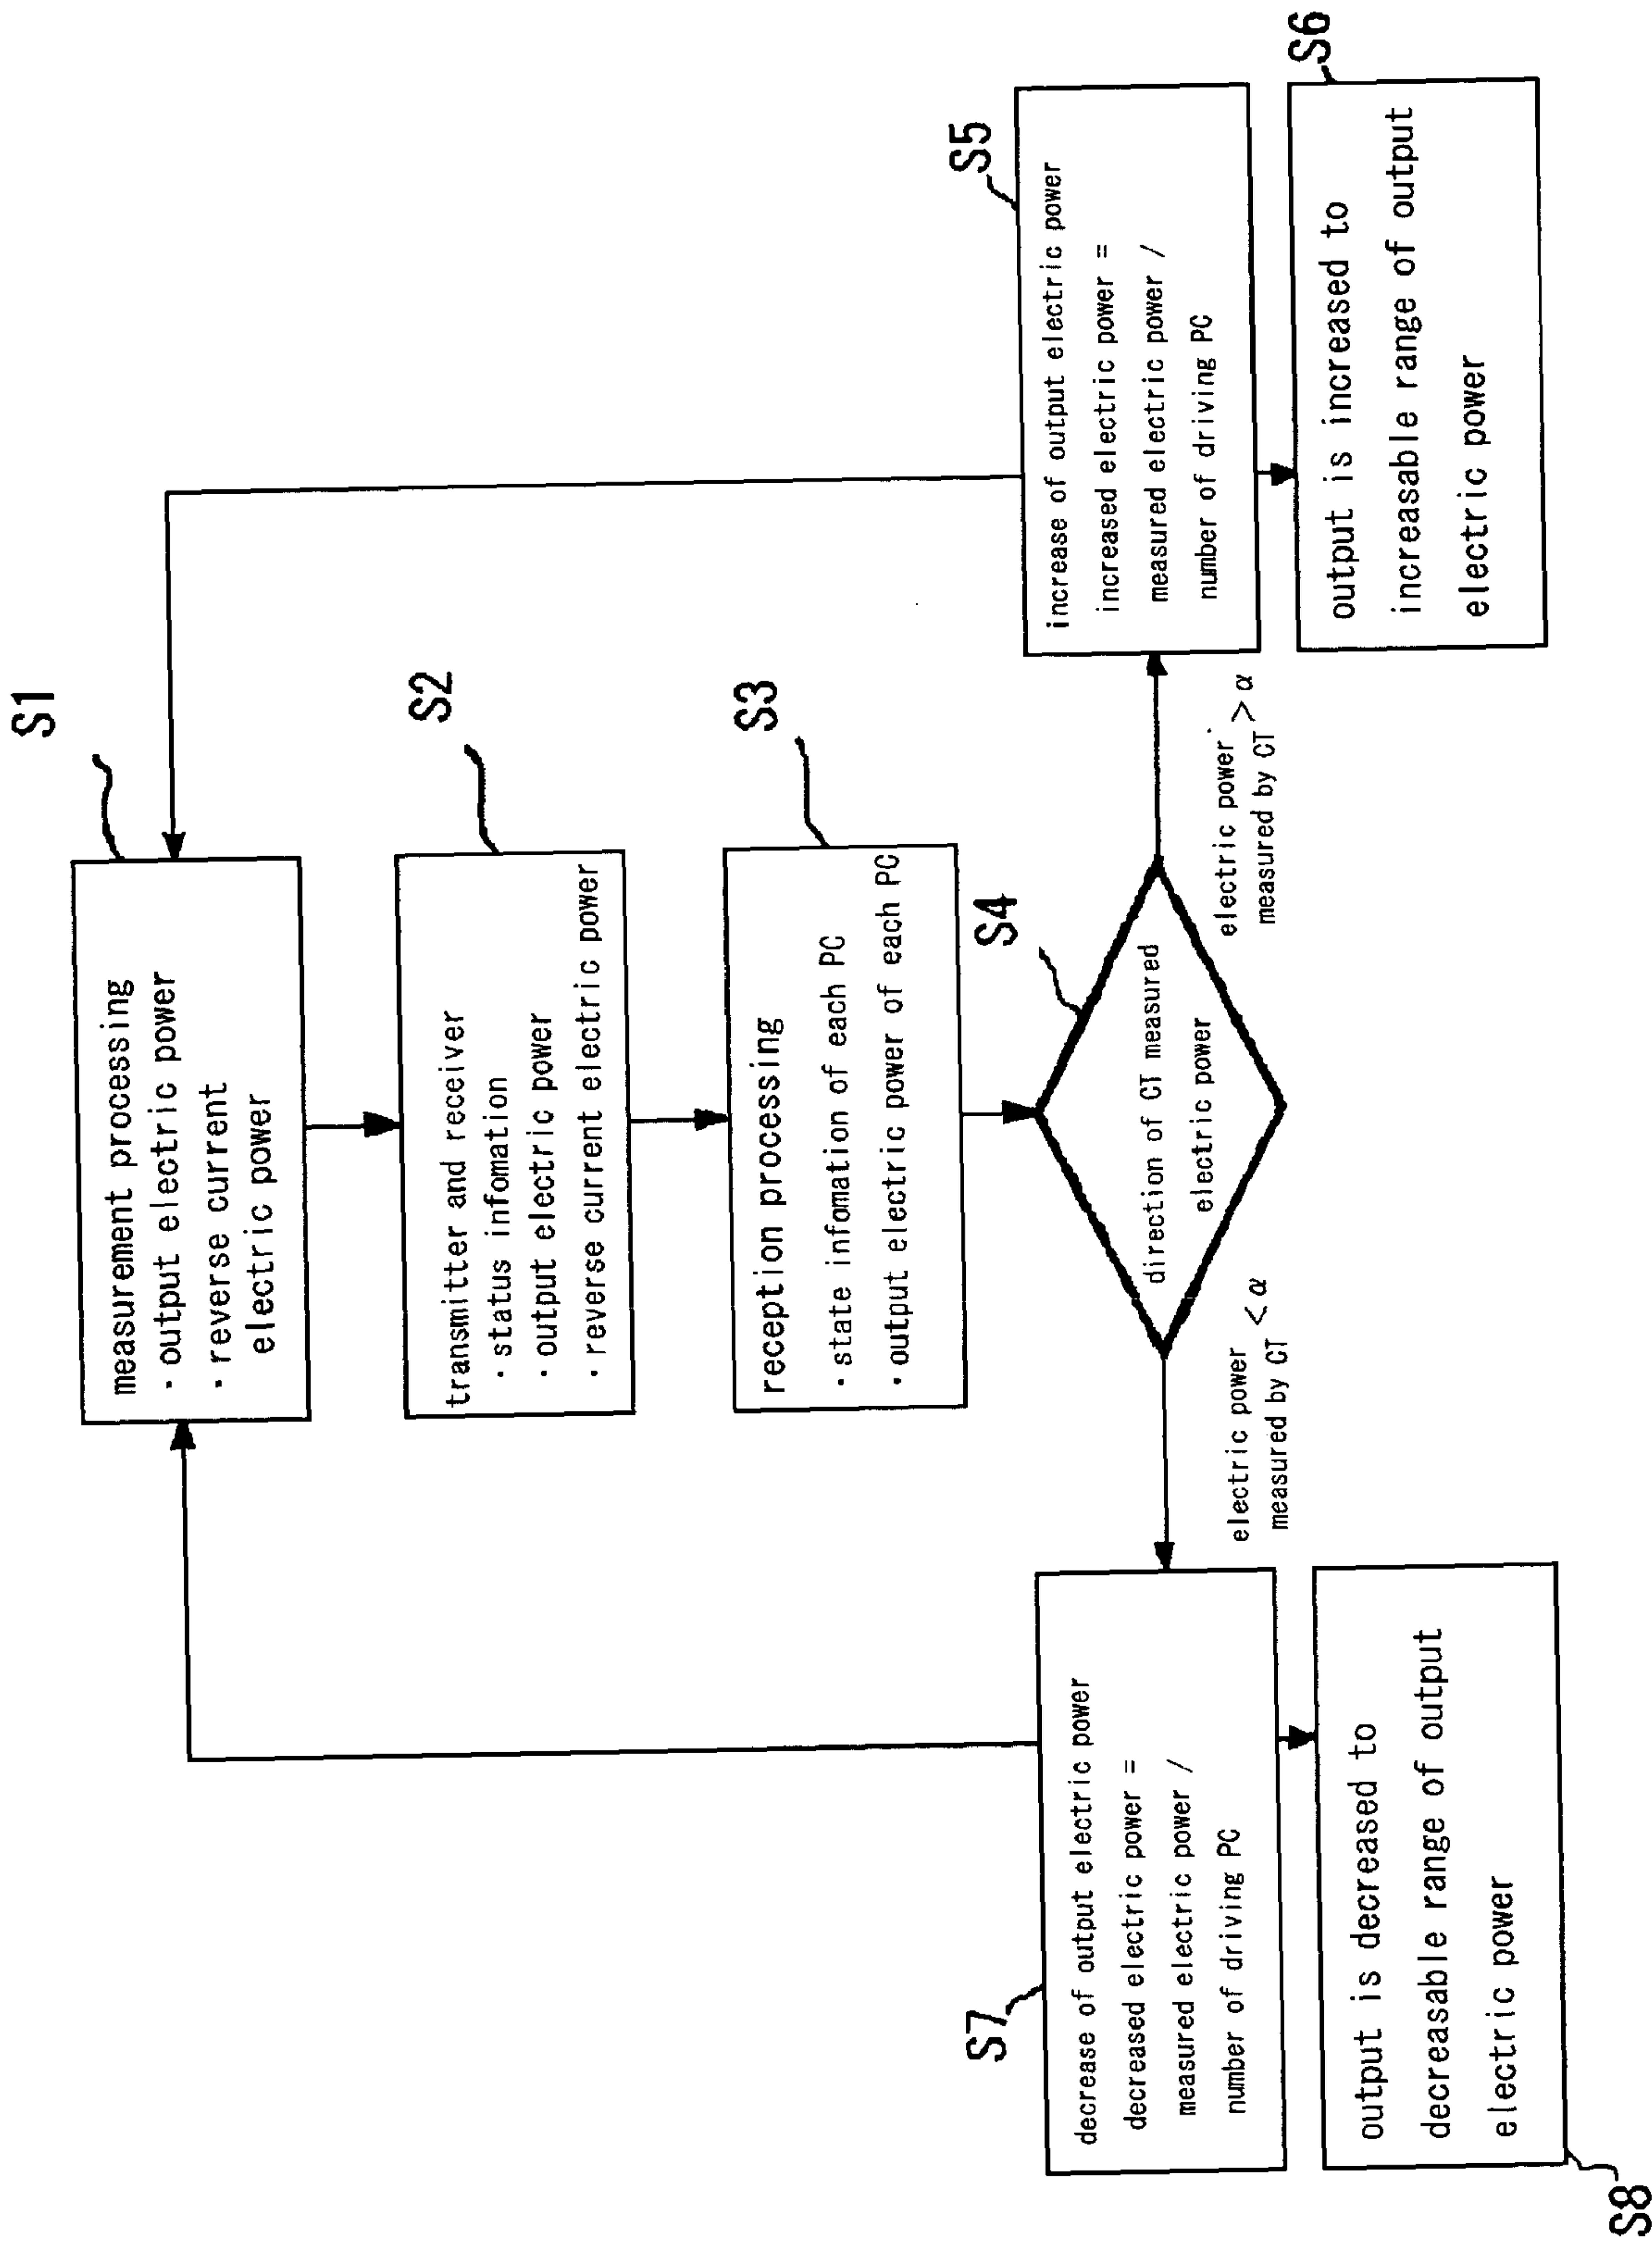 S1
measurement processing
・output electric power
・reverse current
electric power
S2
transmitter and receiver
・status infomation
・output electric power
・reverse current electric power
S3
reception processing
・state infomation of each PC
・output electric power of each PC
S4
direction of CT measured
electric power
electric power
measured by CT < α
electric power
measured by CT > α
S7
decrease of output electric power
decreased electric power =
measured electric power /
number of driving PC
S8
output is decreased to
decreasable range of output
electric power
S5
increase of output electric power
increased electric power =
measured electric power /
number of driving PC
S6
output is increased to
increasable range of output
electric power